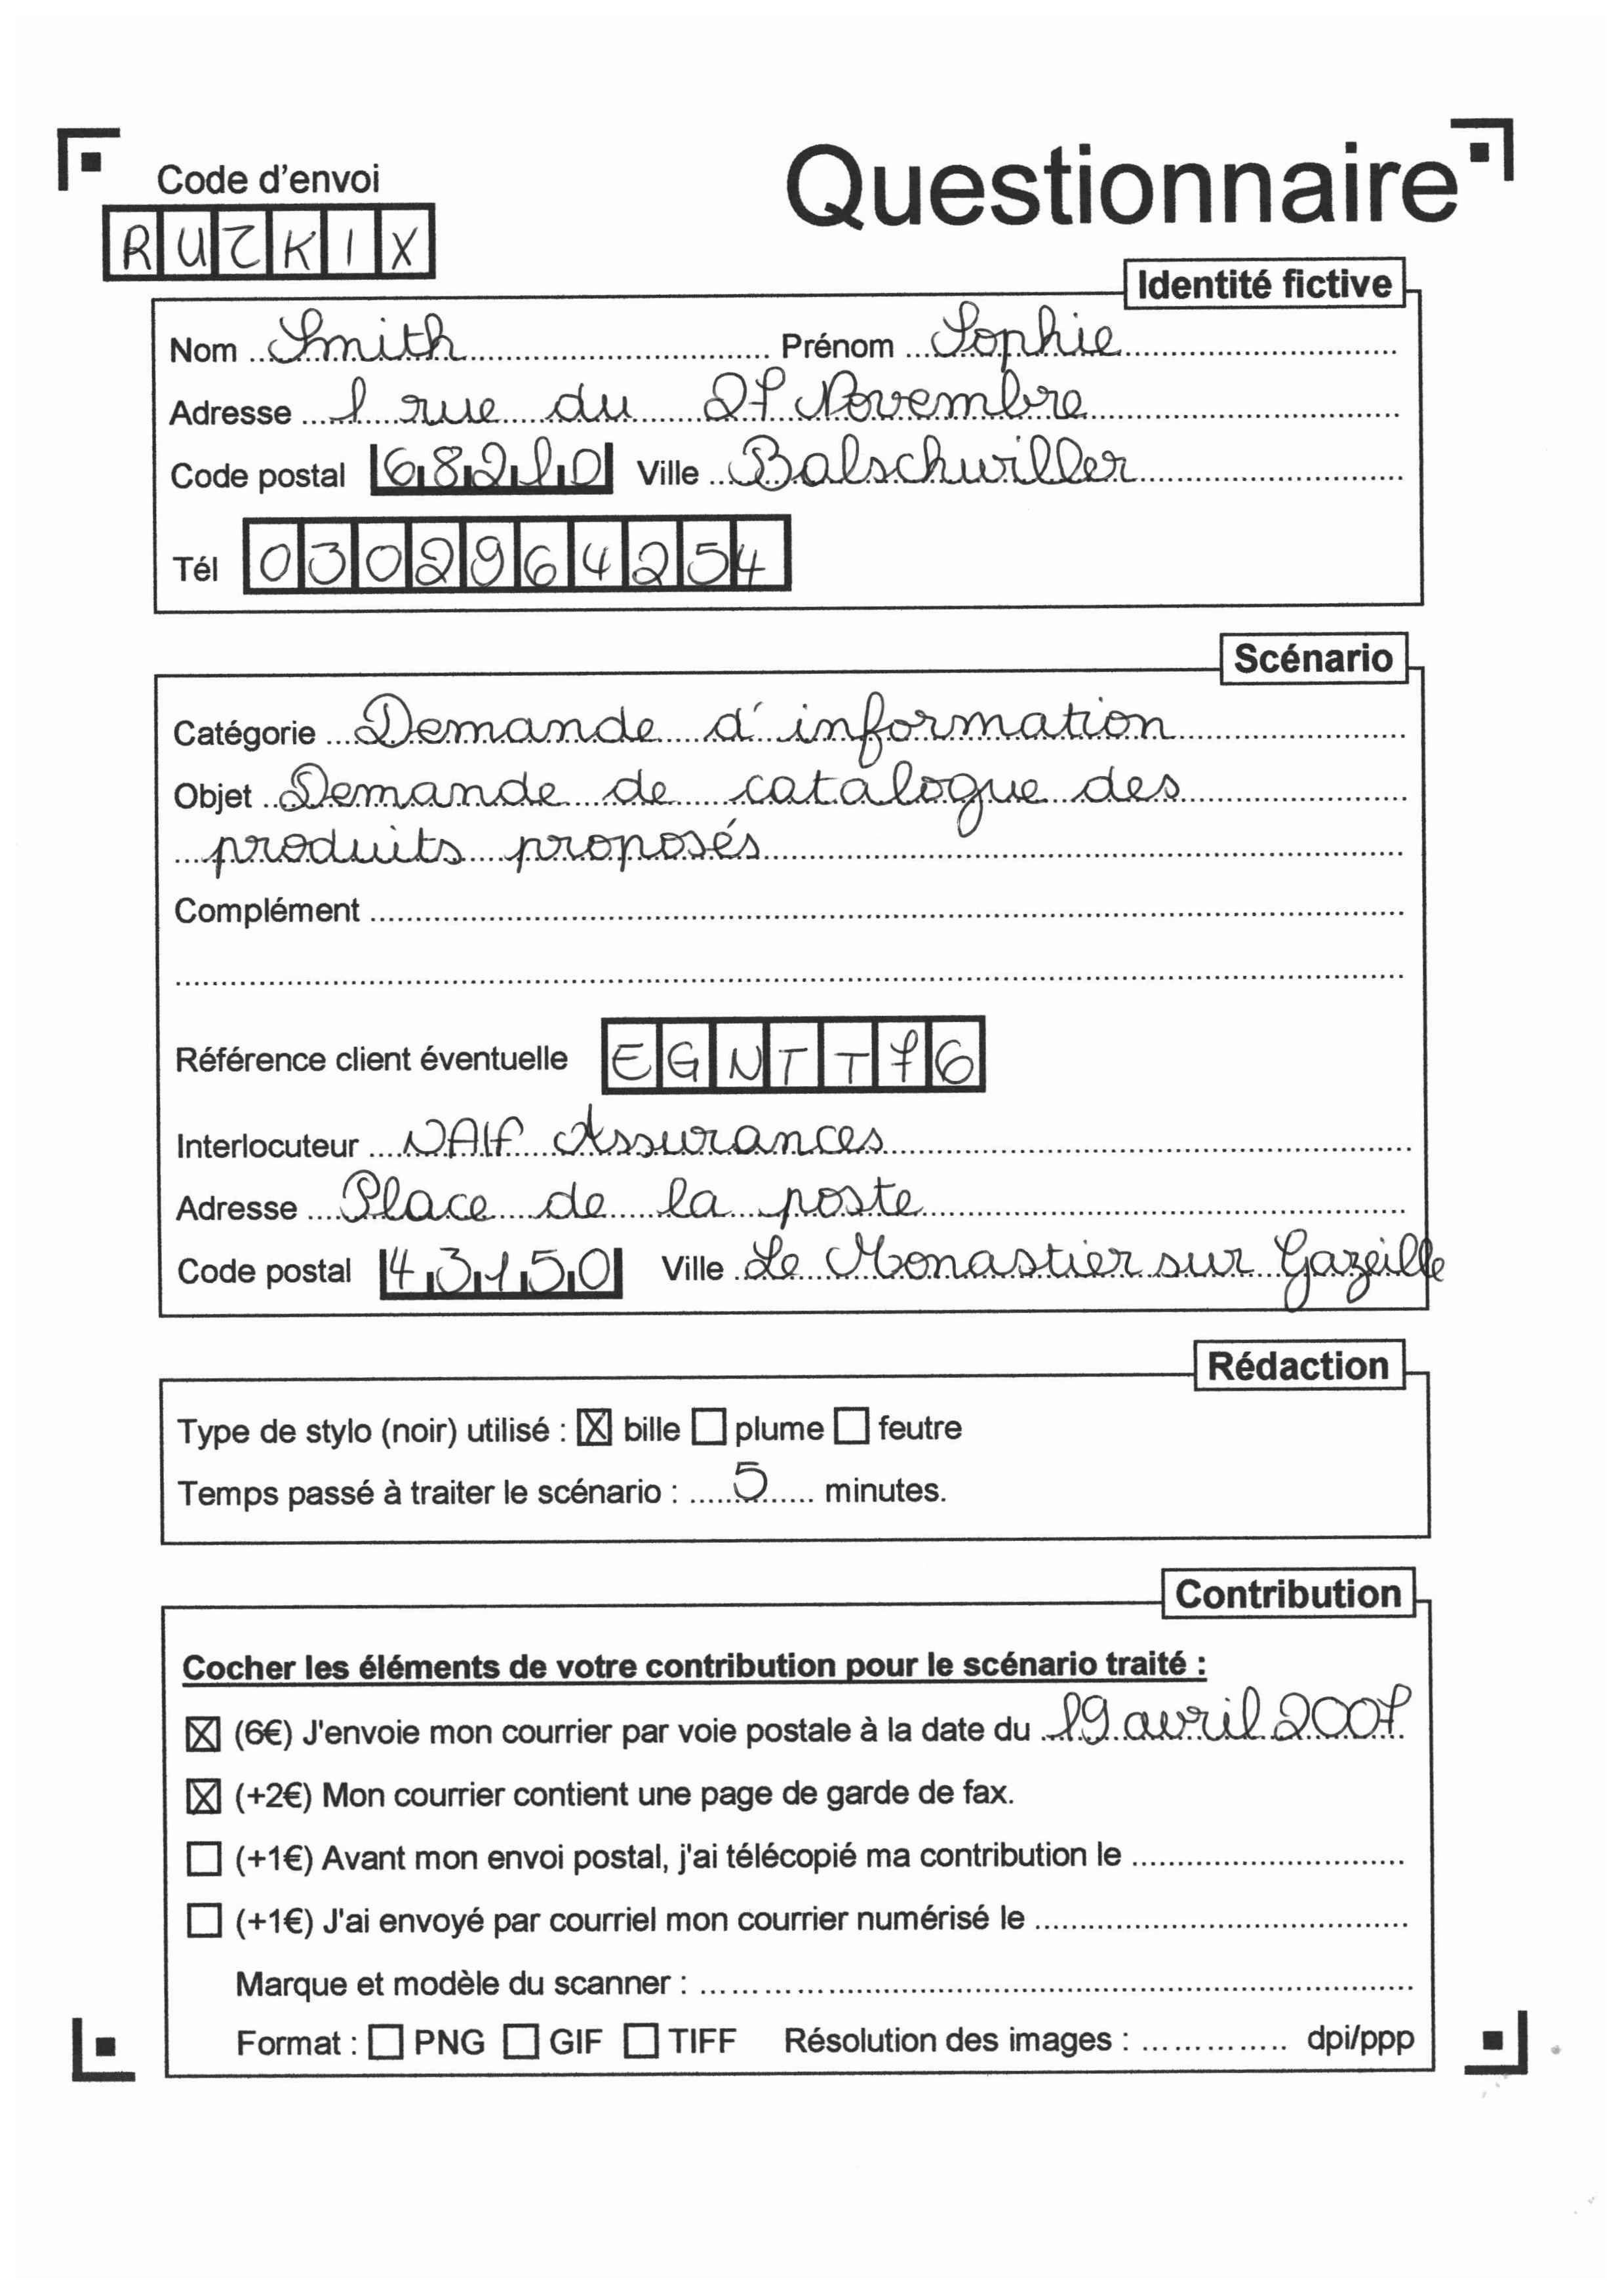 Code d'envoi
Questionnaire
RUZKIX
Identité fictive
Nom Smith Prénom Sophie
Adresse 1 rue du 27 Novembre
Code postal 68210 Ville Balschwiller
Tél 0302964254
Scénario
Catégorie Demande d'information
Objet Demande de catalogue des
produits proposés
Complément
Référence client éventuelle EGNTT76
Interlocuteur NAIF Assurances
Adresse Place de la poste
Code postal 43150 Ville Le Monastier sur Gazeille
Rédaction
Type de stylo (noir) utilisé : ☒ bille ☐ plume ☐ feutre
Temps passé à traiter le scénario : 5 minutes.
Contribution
Cocher les éléments de votre contribution pour le scénario traité :
☒ (6€) J'envoie mon courrier par voie postale à la date du 19 avril 2007
☒ (+2€) Mon courrier contient une page de garde de fax.
☐ (+1€) Avant mon envoi postal, j'ai télécopié ma contribution le
☐ (+1€) J'ai envoyé par courriel mon courrier numérisé le
Marque et modèle du scanner :
Format : ☐ PNG ☐ GIF ☐ TIFF Résolution des images : dpi/ppp